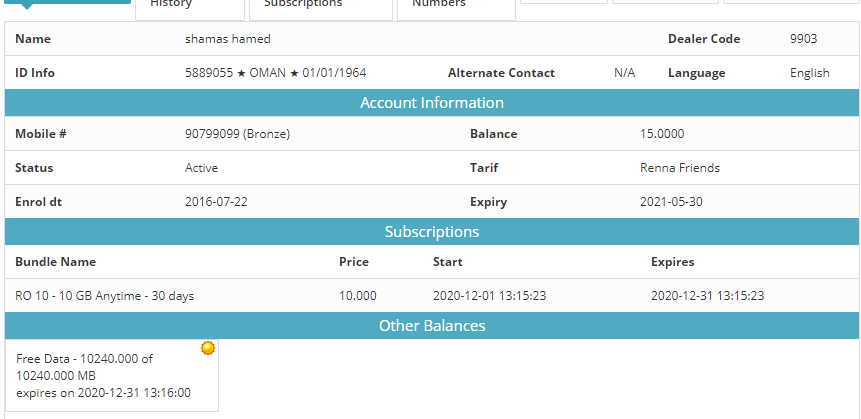 History Subscriptions Numbers
Name shamas hamed Dealer Code 9903
ID Info 5889055 ★ OMAN ★ 01/01/1964 Alternate Contact N/A Language English
Account Information
Mobile # 90799099 (Bronze) Balance 15.0000
Status Active Tarif Renna Friends
Enrol dt 2016-07-22 Expiry 2021-05-30
Subscriptions
Bundle Name Price Start Expires
RO 10 - 10 GB Anytime - 30 days 10.000 2020-12-01 13:15:23 2020-12-31 13:15:23
Other Balances
Free Data - 10240.000 of
10240.000 MB
expires on 2020-12-31 13:16:00